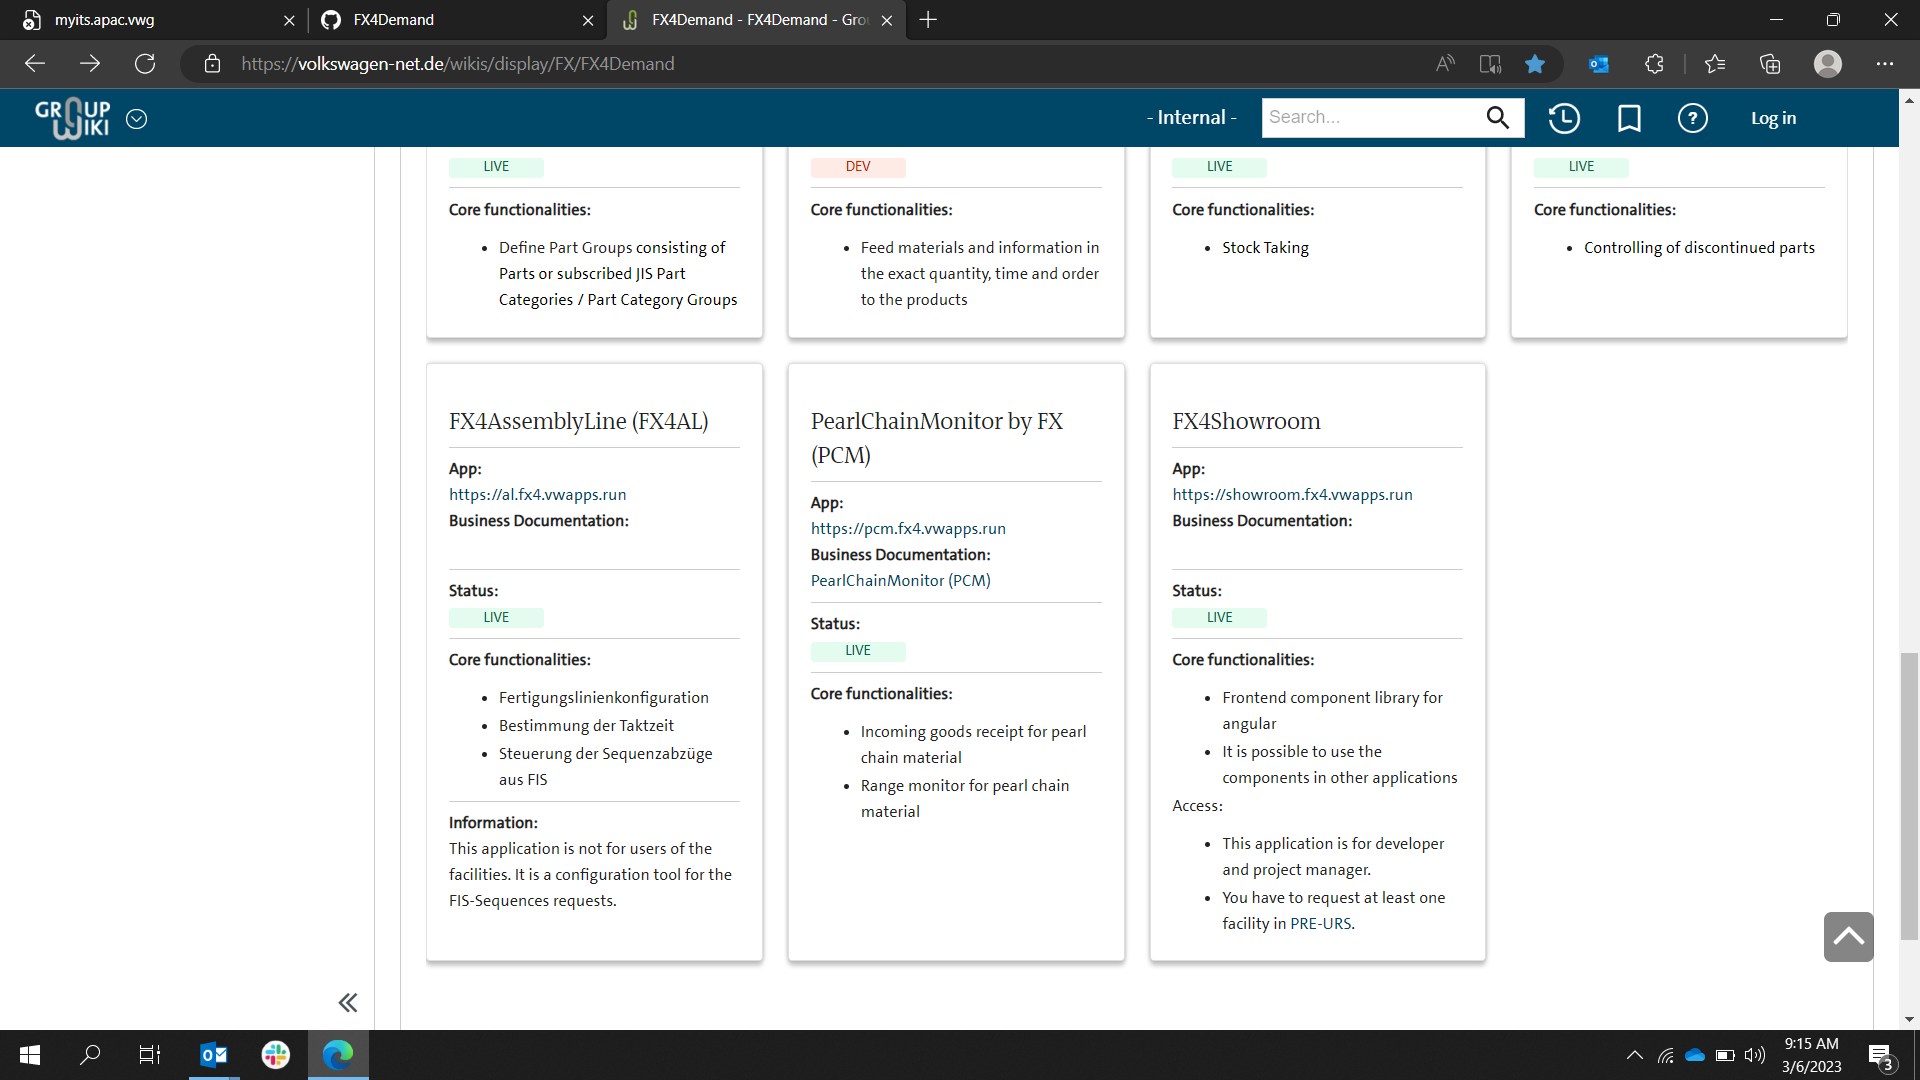 myits.apac.vwg
FX4Demand
FX4Demand - FX4Demand - Gro
https://volkswagen-net.de/wikis/display/FX/FX4Demand
GROUP WIKI
- Internal -
Search...
Log in
LIVE
Core functionalities:
• Define Part Groups consisting of
Parts or subscribed JIS Part
Categories / Part Category Groups
DEV
Core functionalities:
• Feed materials and information in
the exact quantity, time and order
to the products
LIVE
Core functionalities:
• Stock Taking
LIVE
Core functionalities:
• Controlling of discontinued parts
FX4AssemblyLine (FX4AL)
App:
https://al.fx4.vwapps.run
Business Documentation:
Status:
LIVE
Core functionalities:
• Fertigungslinienkonfiguration
• Bestimmung der Taktzeit
• Steuerung der Sequenzabzüge
aus FIS
Information:
This application is not for users of the
facilities. It is a configuration tool for the
FIS-Sequences requests.
PearlChainMonitor by FX
(PCM)
App:
https://pcm.fx4.vwapps.run
Business Documentation:
PearlChainMonitor (PCM)
Status:
LIVE
Core functionalities:
• Incoming goods receipt for pearl
chain material
• Range monitor for pearl chain
material
FX4Showroom
App:
https://showroom.fx4.vwapps.run
Business Documentation:
Status:
LIVE
Core functionalities:
• Frontend component library for
angular
• It is possible to use the
components in other applications
Access:
• This application is for developer
and project manager.
• You have to request at least one
facility in PRE-URS.
9:15 AM
3/6/2023
3